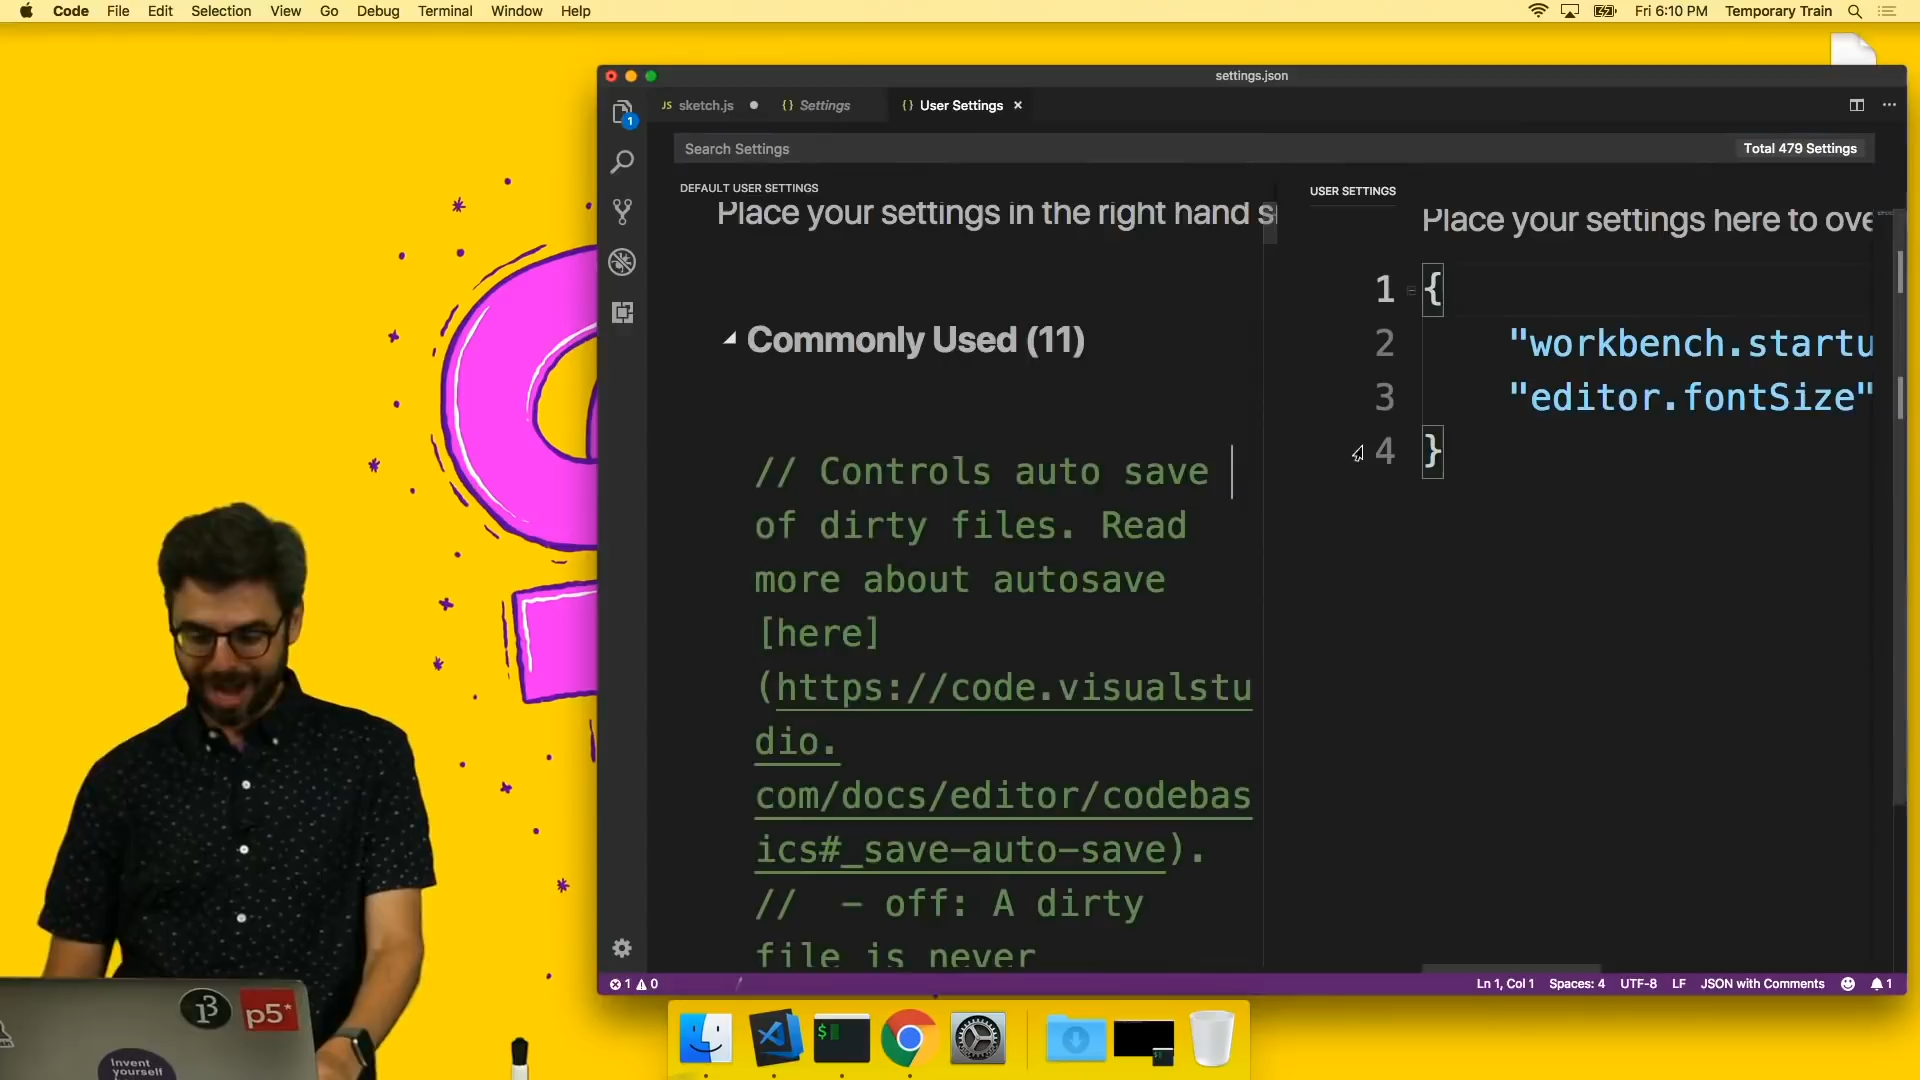 Code File Edit Selection View Go Debug Terminal Window Help
Fri 6:10 PM Temporary Train
settings.json
JS sketch.js
{} Settings
{} User Settings ×
1
Search Settings
Total 479 Settings
DEFAULT USER SETTINGS
Place your settings in the right hand s
Commonly Used (11)
// Controls auto save
of dirty files. Read
more about autosave
[here]
(https://code.visualstu
dio.
com/docs/editor/codebas
ics#_save-auto-save).
//  - off: A dirty
file is never
USER SETTINGS
Place your settings here to ove
1 {
2 "workbench.startu
3 "editor.fontSize"
4 }
1 0
Ln 1, Col 1 Spaces: 4 UTF-8 LF JSON with Comments 1
p5*
Invent
yourself
$